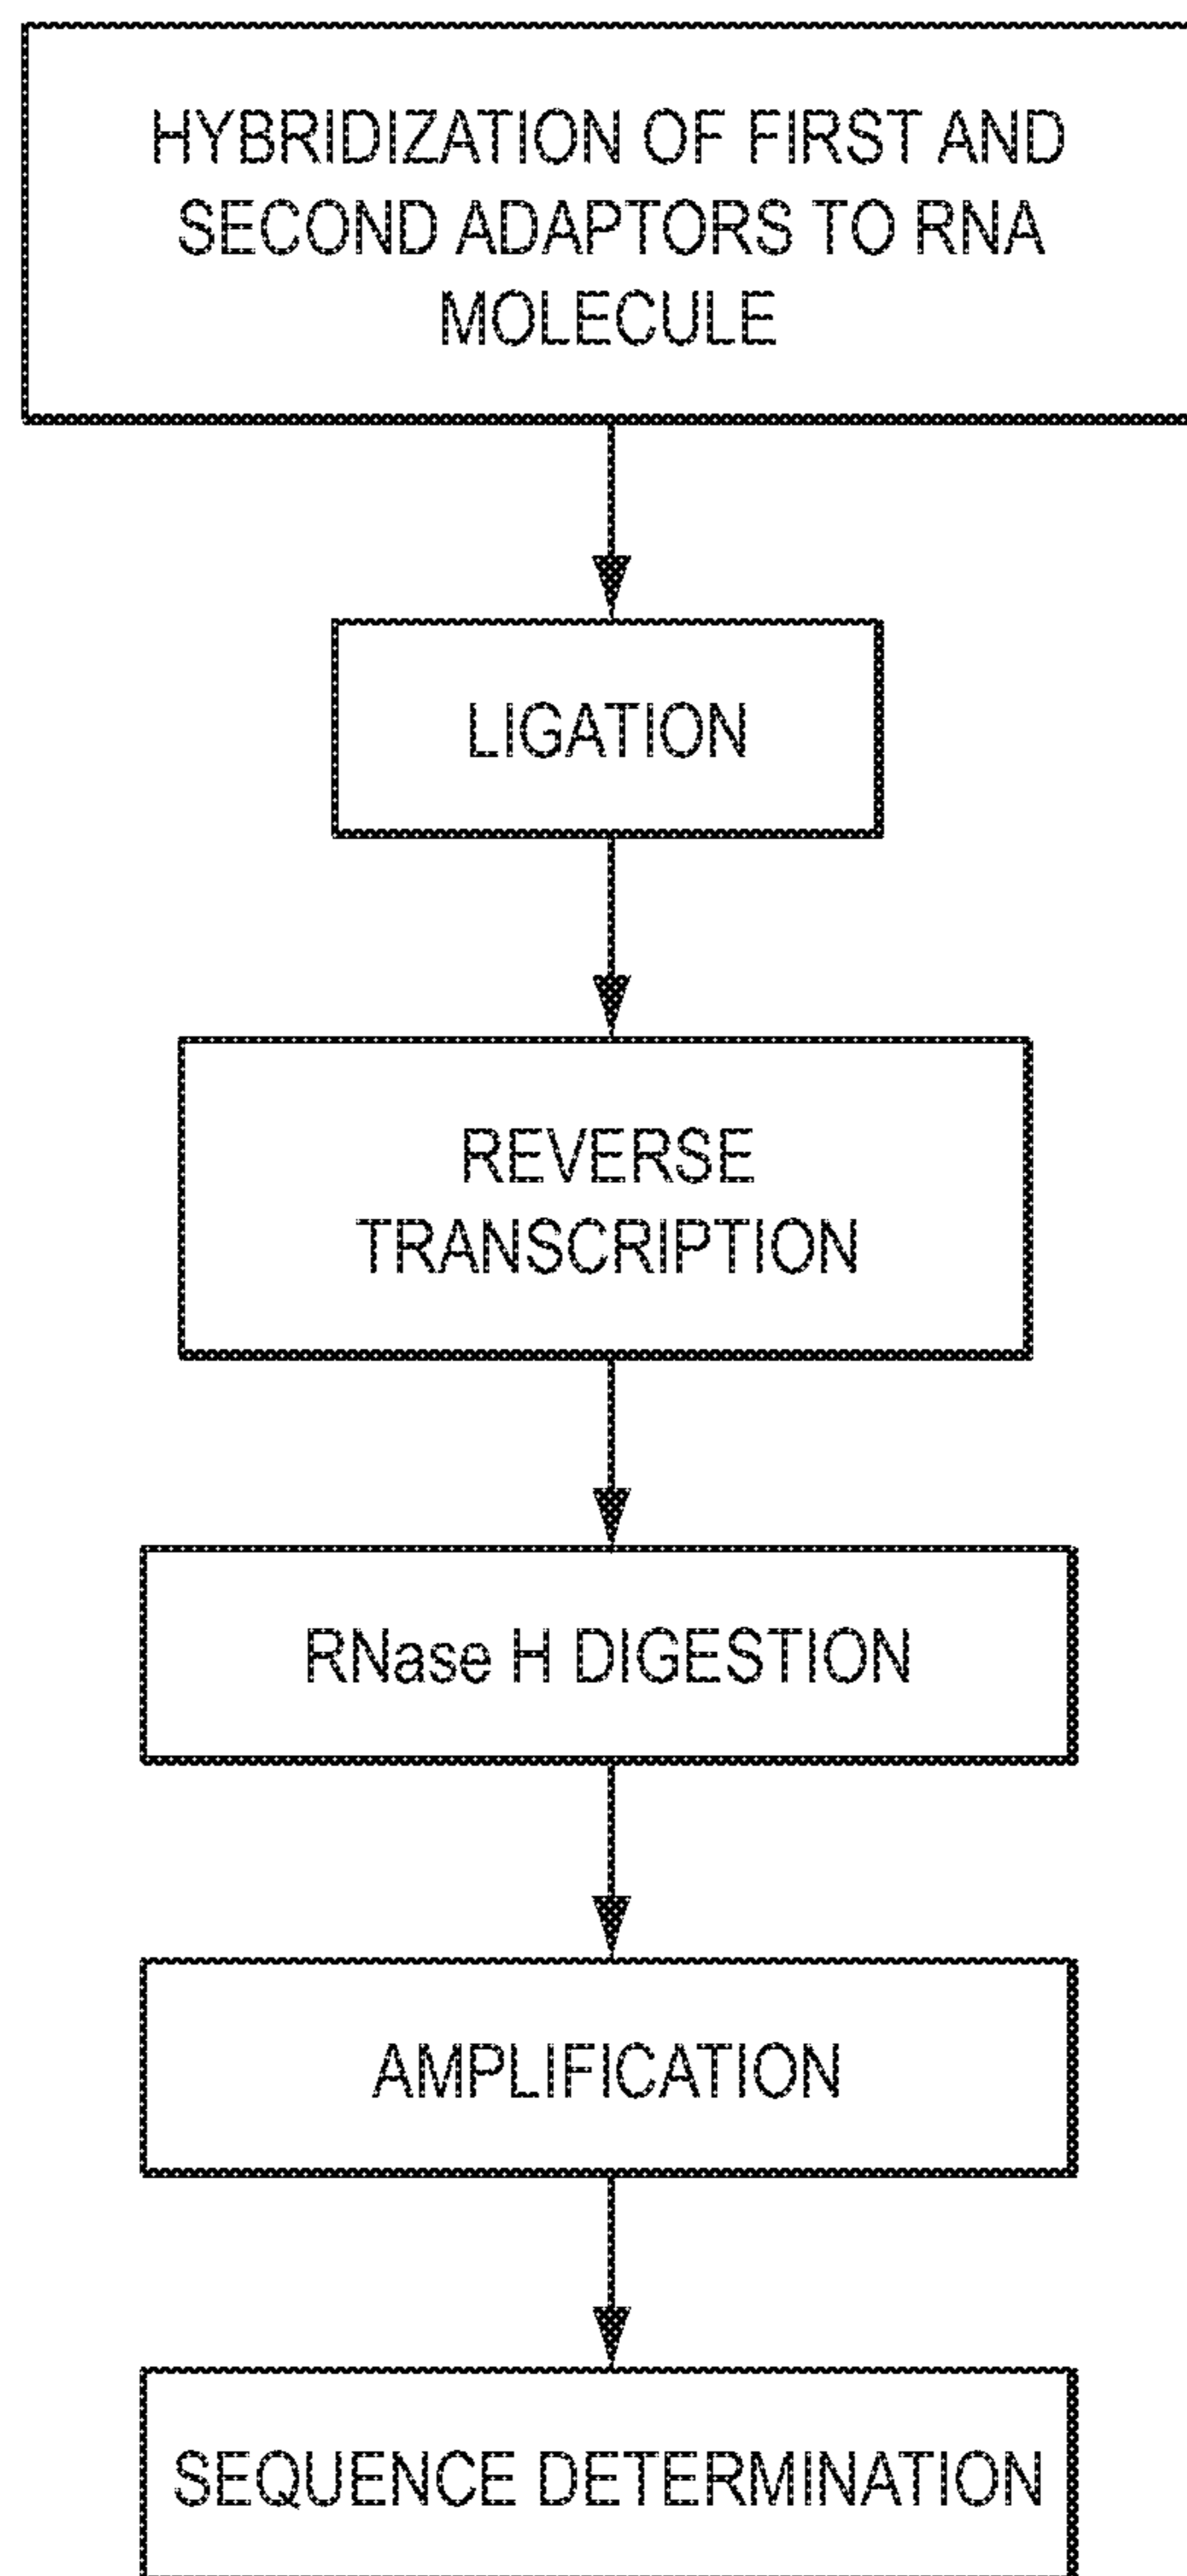 HYBRIDIZATION OF FIRST AND
SECOND ADAPTORS TO RNA
MOLECULE
LIGATION
REVERSE
TRANSCRIPTION
RNase H DIGESTION
AMPLIFICATION
SEQUENCE DETERMINATION